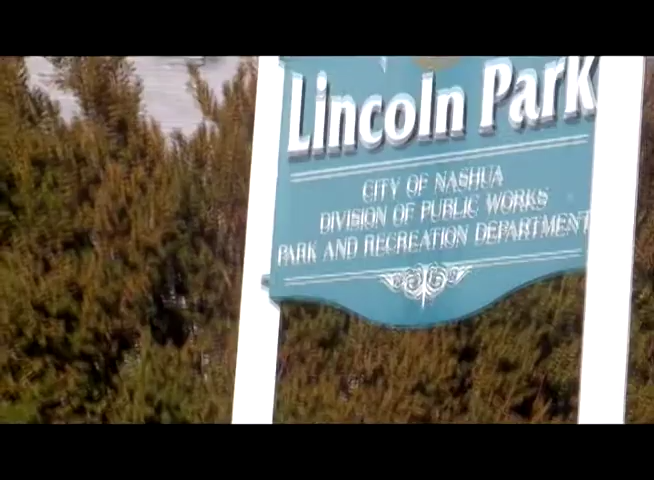 Lincoln Park
CITY OF NASHUA
DIVISION OF PUBLIC WORKS
PARK AND RECREATION DEPARTMENT